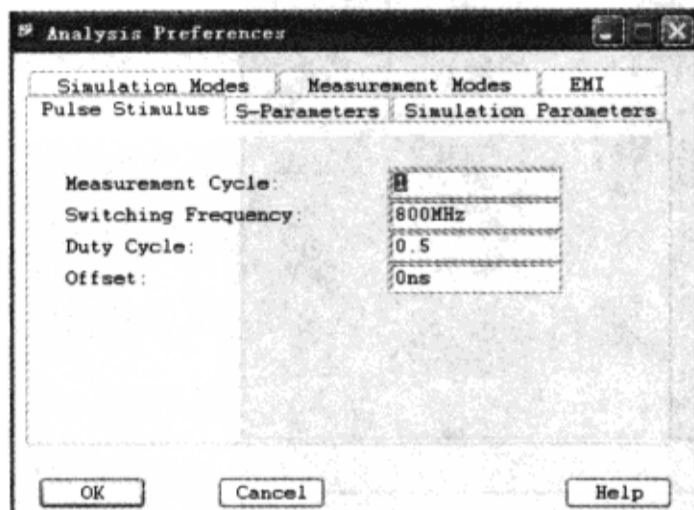 Analysis Preferences
Simulation Modes Measurement Modes EMI
Pulse Stimulus S-Parameters Simulation Parameters
Measurement Cycle:
Switching Frequency: 800MHz
Duty Cycle: 0.5
Offset: 0ns
OK Cancel Help